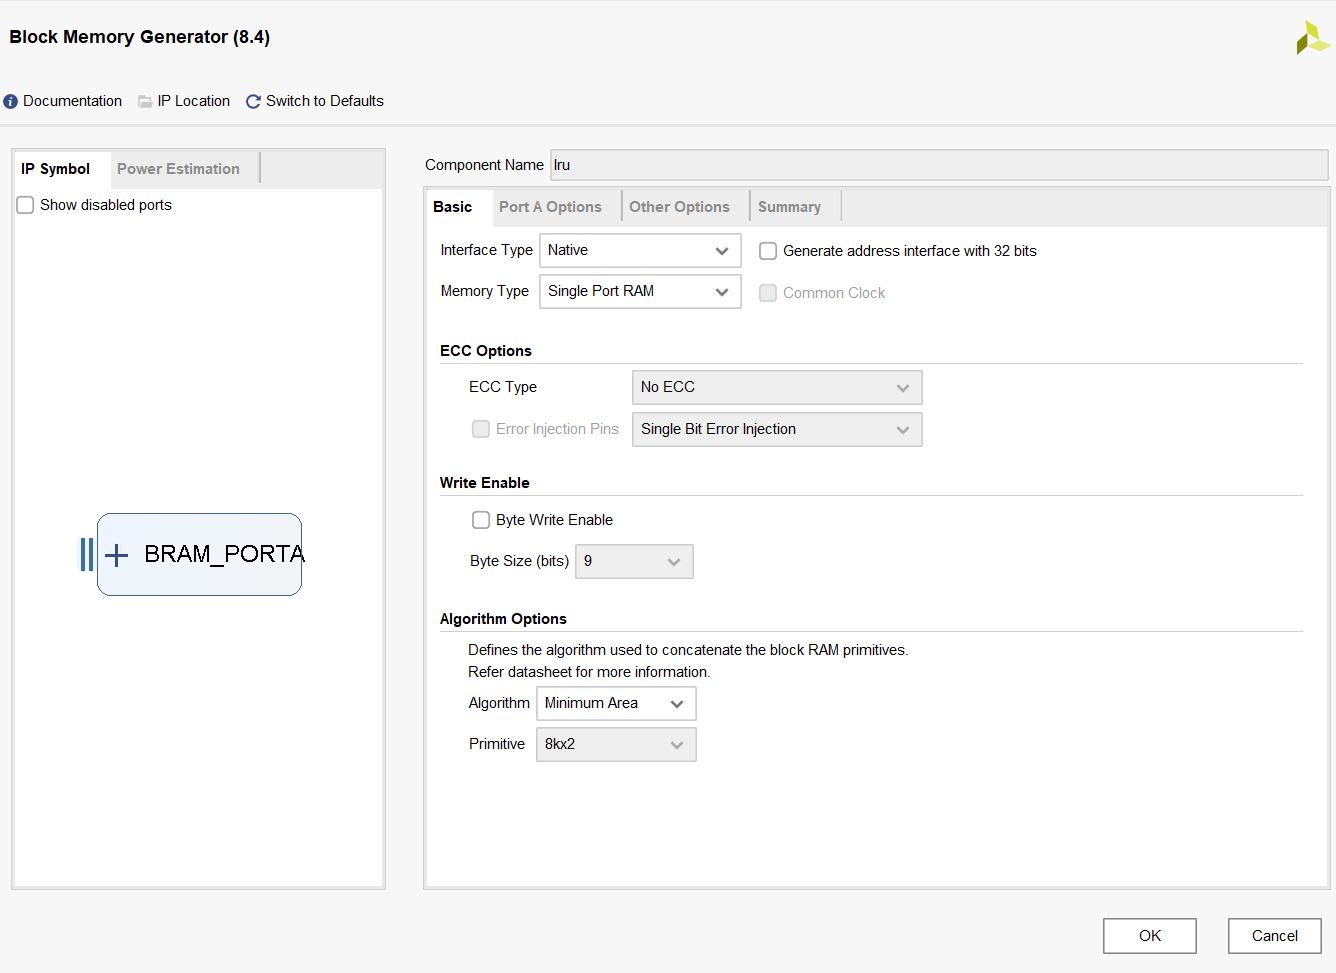 Block Memory Generator (8.4)
Documentation IP Location Switch to Defaults
IP Symbol Power Estimation
Show disabled ports
BRAM_PORTA
Component Name lru
Basic Port A Options Other Options Summary
Interface Type Native Generate address interface with 32 bits
Memory Type Single Port RAM Common Clock
ECC Options
ECC Type No ECC
Error Injection Pins Single Bit Error Injection
Write Enable
Byte Write Enable
Byte Size (bits) 9
Algorithm Options
Defines the algorithm used to concatenate the block RAM primitives.
Refer datasheet for more information.
Algorithm Minimum Area
Primitive 8kx2
OK Cancel